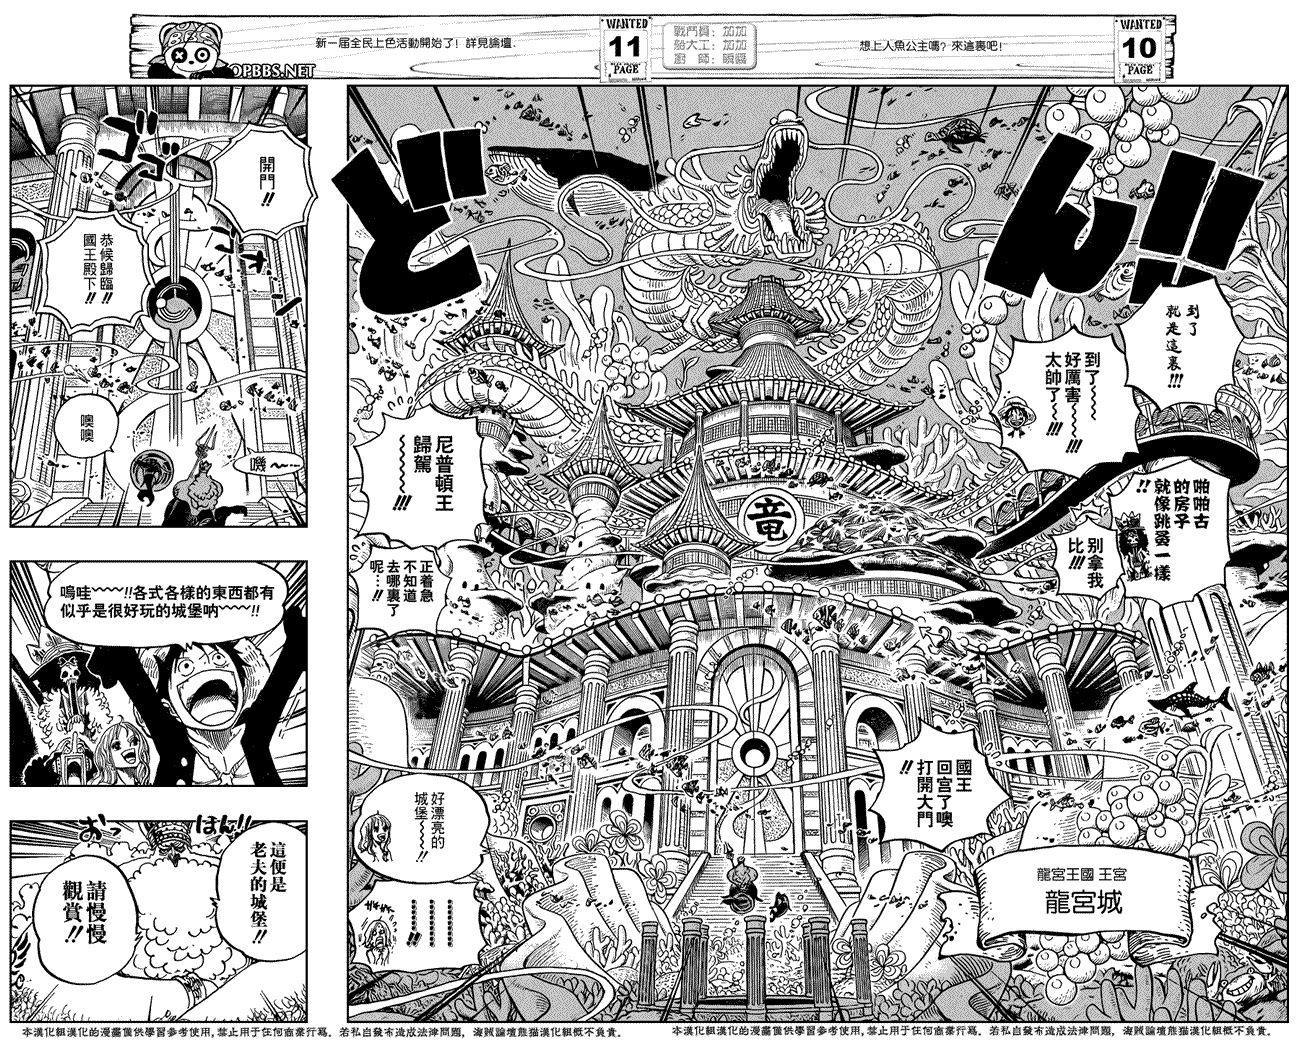 新一届全民上色活動開始了！詳見論壇.
OPBBS.NET
WANTED
11
PAGE
戰鬥員：加加
船大工：加加
廚　師：瞬醬
想上人魚公主嗎？來這裏吧！
WANTED
10
PAGE
どん!!
到了
就是這裏!!!
到了~~~~
好厲害~~~!!!
太帥了~~!!!
啪啪古
的房子
就像跳蚤一樣
!!
别拿我
比!!!
尼普頓王
歸駕
~~~~~!!!
正着急
不知道
去哪裏了
呢…!!
竜
國王
回宮了噢
打開大門
!!
好漂亮的
城堡~~!!
龍宮王國 王宮
龍宮城
開門!!
恭候歸臨!!
國王殿下!!
噢噢
嗚哇~~~!!各式各樣的東西都有
似乎是很好玩的城堡呐~~~!!
おっほん!!
這便是
老夫的城堡!!
請慢慢
觀賞!!
本漢化組漢化的漫畫僅供學習參考使用,禁止用于任何商業行爲。若私自發布造成法律問題，海賊論壇熊猫漢化組概不負責。
本漢化組漢化的漫畫僅供學習參考使用,禁止用于任何商業行爲。若私自發布造成法律問題，海賊論壇熊猫漢化組概不負責。